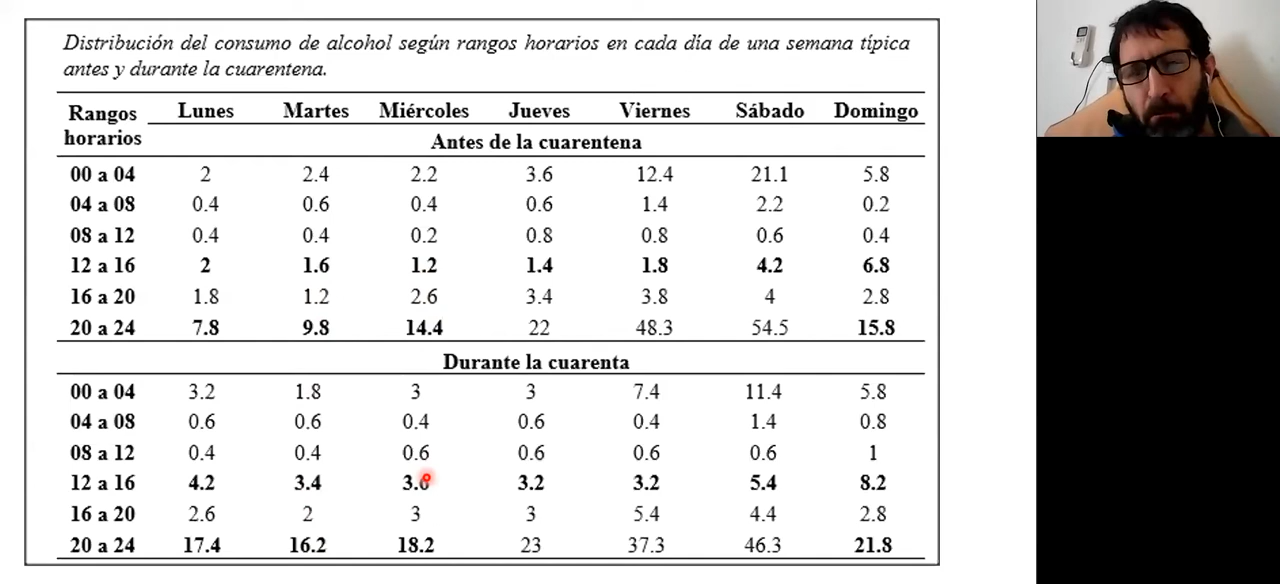 Distribución del consumo de alcohol según rangos horarios en cada día de una semana típica
antes y durante la cuarentena.
Rangos horarios Lunes Martes Miércoles Jueves Viernes Sábado Domingo
Antes de la cuarentena
00 a 04 2 2.4 2.2 3.6 12.4 21.1 5.8
04 a 08 0.4 0.6 0.4 0.6 1.4 2.2 0.2
08 a 12 0.4 0.4 0.2 0.8 0.8 0.6 0.4
12 a 16 2 1.6 1.2 1.4 1.8 4.2 6.8
16 a 20 1.8 1.2 2.6 3.4 3.8 4 2.8
20 a 24 7.8 9.8 14.4 22 48.3 54.5 15.8
Durante la cuarenta
00 a 04 3.2 1.8 3 3 7.4 11.4 5.8
04 a 08 0.6 0.6 0.4 0.6 0.4 1.4 0.8
08 a 12 0.4 0.4 0.6 0.6 0.6 0.6 1
12 a 16 4.2 3.4 3.2 3.2 5.4 8.2
16 a 20 2.6 2 3 3 5.4 4.4 2.8
20 a 24 17.4 16.2 18.2 23 37.3 46.3 21.8